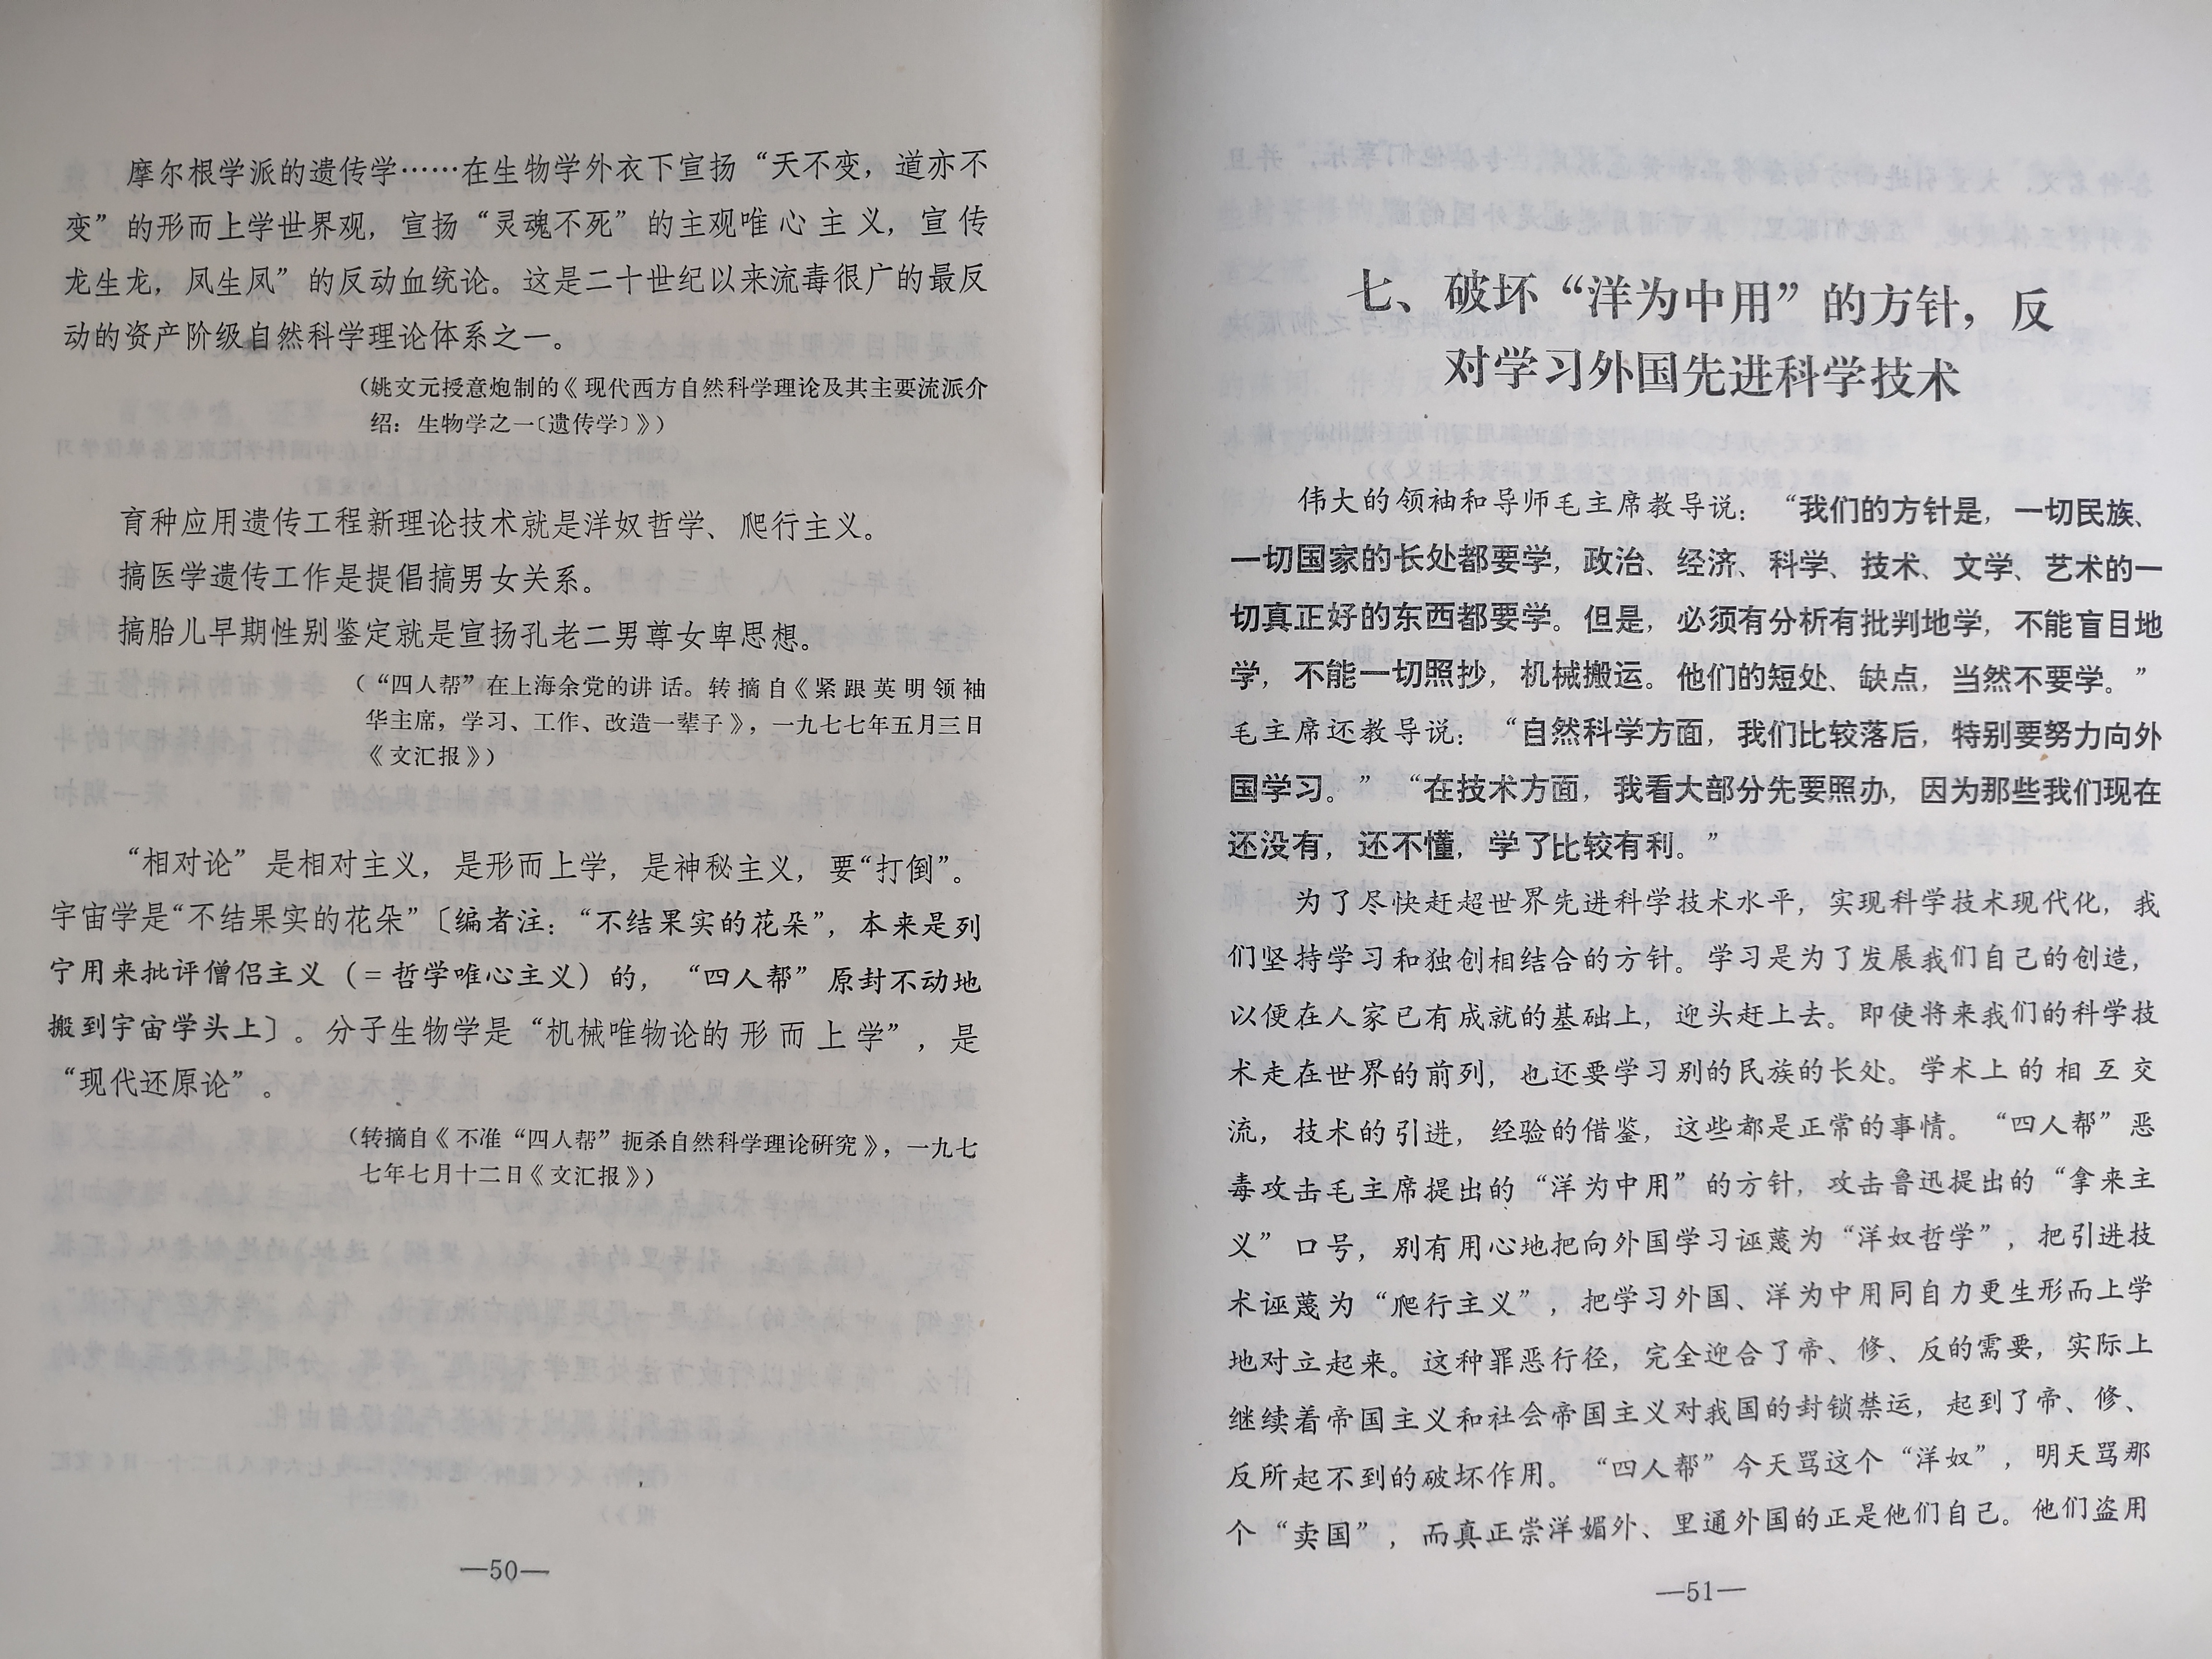 摩尔根学派的遗传学……在生物学外衣下宣扬“天不变，道亦不
变”的形而上学世界观，宣扬“灵魂不死”的主观唯心主义，宣传
龙生龙，凤生凤”的反动血统论。这是二十世纪以来流毒很广的最反
动的资产阶级自然科学理论体系之一。
（姚文元授意炮制的《现代西方自然科学理论及其主要流派介
绍：生物学之一〔遗传学〕》）
育种应用遗传工程新理论技术就是洋奴哲学、爬行主义。
搞医学遗传工作是提倡搞男女关系。
搞胎儿早期性别鉴定就是宣扬孔老二男尊女卑思想。
（“四人帮”在上海余党的讲话。转摘自《紧跟英明领袖
华主席，学习、工作、改造一辈子》，一九七七年五月三日
《文汇报》）
“相对论”是相对主义，是形而上学，是神秘主义，要“打倒”。
宇宙学是“不结果实的花朵”〔编者注：“不结果实的花朵”，本来是列
宁用来批评僧侣主义（＝哲学唯心主义）的，“四人帮”原封不动地
搬到宇宙学头上〕。分子生物学是“机械唯物论的形而上学”，是
“现代还原论”。
（转摘自《不准“四人帮”扼杀自然科学理论研究》，一九七
七年七月十二日《文汇报》）
—50—
七、破坏“洋为中用”的方针，反
对学习外国先进科学技术
伟大的领袖和导师毛主席教导说：“我们的方针是，一切民族、
一切国家的长处都要学，政治、经济、科学、技术、文学、艺术的一
切真正好的东西都要学。但是，必须有分析有批判地学，不能盲目地
学，不能一切照抄，机械搬运。他们的短处、缺点，当然不要学。”
毛主席还教导说：“自然科学方面，我们比较落后，特别要努力向外
国学习。”“在技术方面，我看大部分先要照办，因为那些我们现在
还没有，还不懂，学了比较有利。”
为了尽快赶超世界先进科学技术水平，实现科学技术现代化，我
们坚持学习和独创相结合的方针。学习是为了发展我们自己的创造，
以便在人家已有成就的基础上，迎头赶上去。即使将来我们的科学技
术走在世界的前列，也还要学习别的民族的长处。学术上的相互交
流，技术的引进，经验的借鉴，这些都是正常的事情。“四人帮”恶
毒攻击毛主席提出的“洋为中用”的方针，攻击鲁迅提出的“拿来主
义”口号，别有用心地把向外国学习诬蔑为“洋奴哲学”，把引进技
术诬蔑为“爬行主义”，把学习外国、洋为中用同自力更生形而上学
地对立起来。这种罪恶行径，完全迎合了帝、修、反的需要，实际上
继续着帝国主义和社会帝国主义对我国的封锁禁运，起到了帝、修、
反所起不到的破坏作用。“四人帮”今天骂这个“洋奴”，明天骂那
个“卖国”，而真正崇洋媚外、里通外国的正是他们自己。他们盗用
—51—